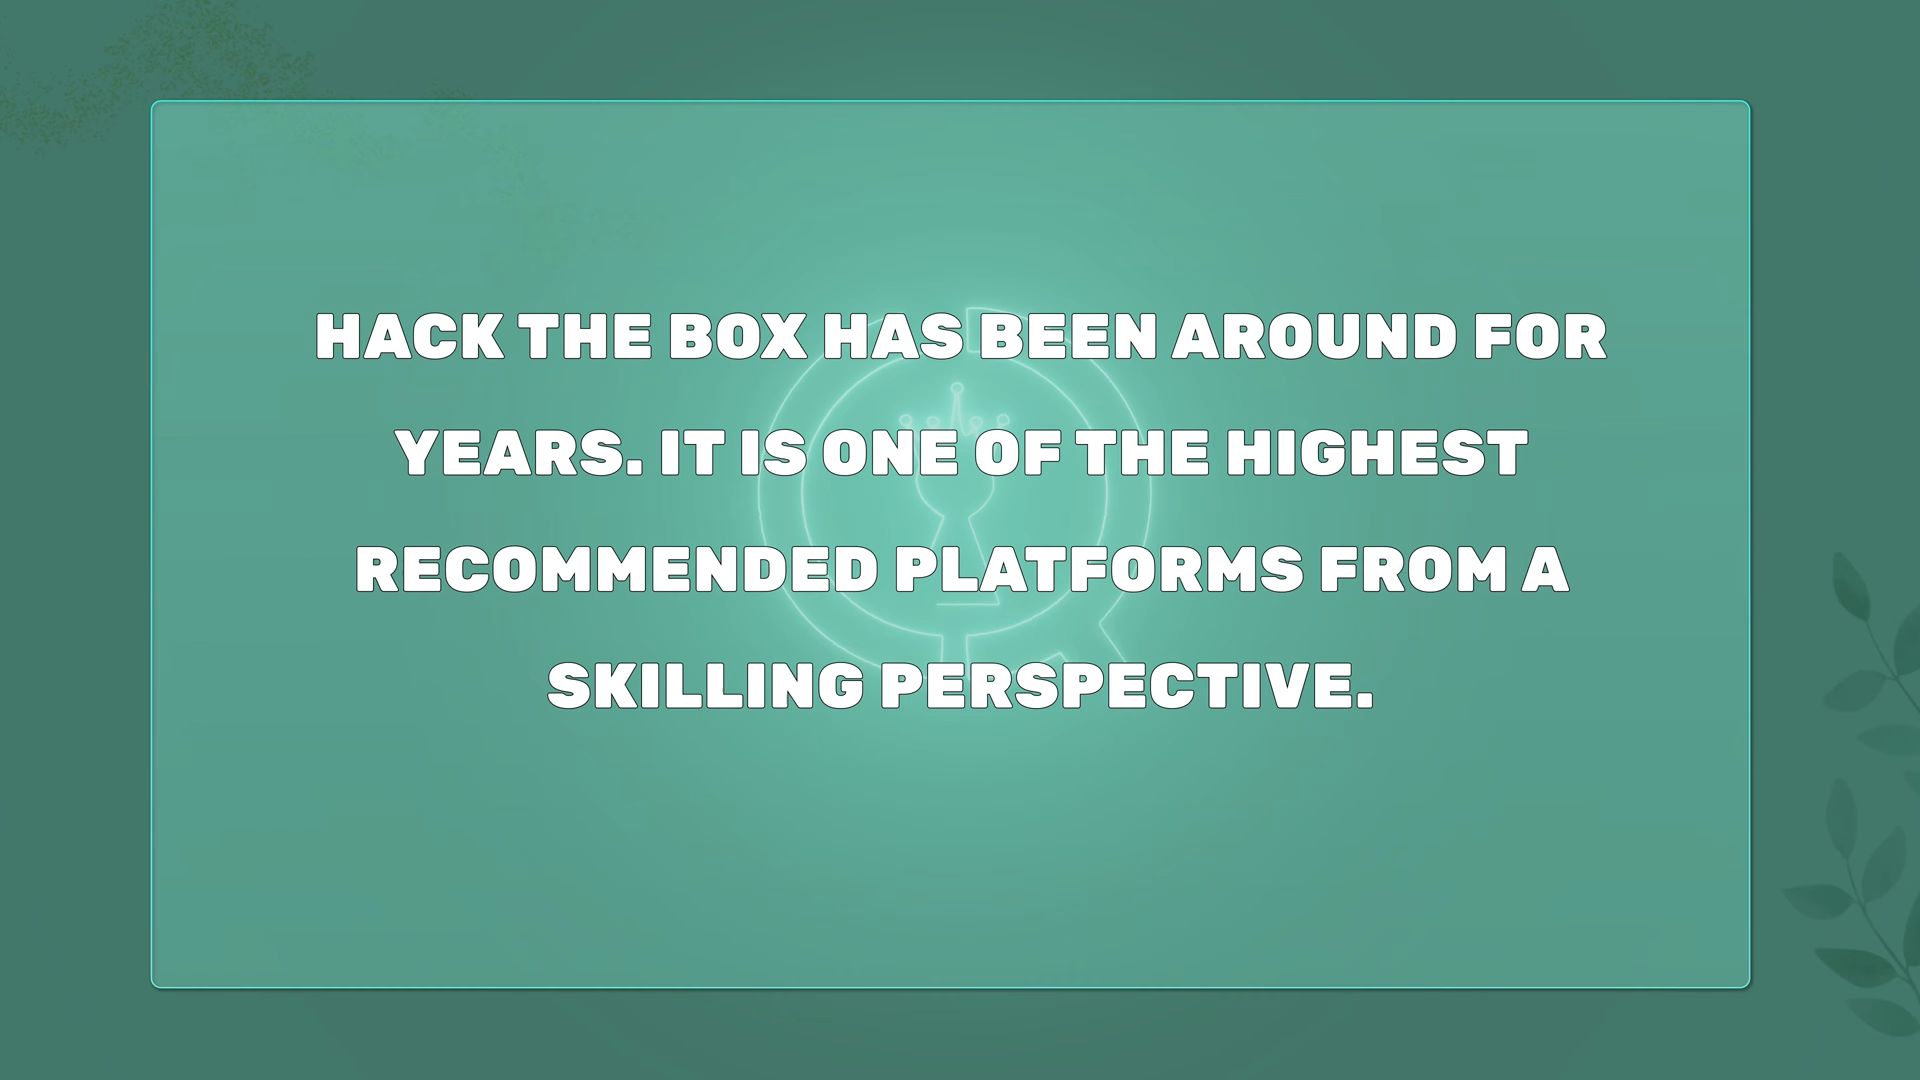 HACK THE BOX HAS BEEN AROUND FOR
YEARS. IT IS ONE OF THE HIGHEST
RECOMMENDED PLATFORMS FROM A
SKILLING PERSPECTIVE.